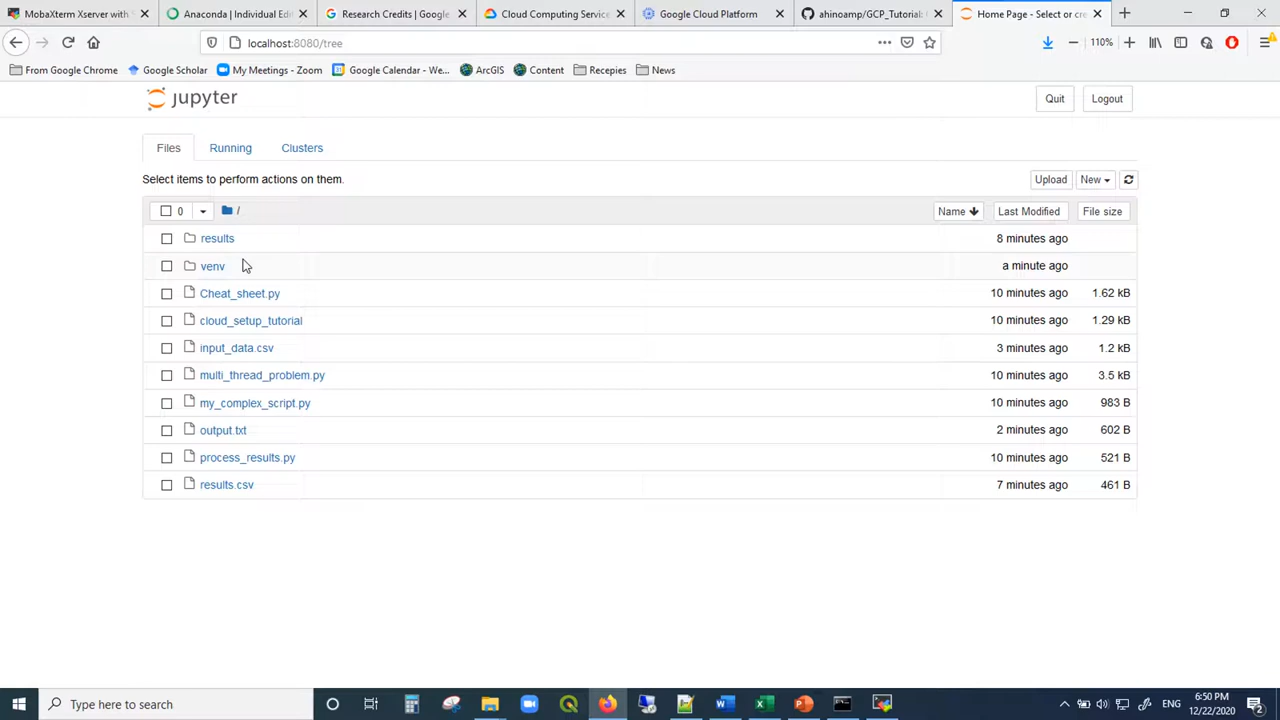 MobaXterm Xserver with S
Anaconda | Individual Edit
Research Credits | Google
Cloud Computing Service
Google Cloud Platform
ahinoamp/GCP_Tutorial:
Home Page - Select or cre
localhost:8080/tree
110%
From Google Chrome
Google Scholar
My Meetings - Zoom
Google Calendar - We...
ArcGIS
Content
Recepies
News
jupyter
Quit
Logout
Files
Running
Clusters
Select items to perform actions on them.
Upload
New
0
/
Name
Last Modified
File size
results
8 minutes ago
venv
a minute ago
Cheat_sheet.py
10 minutes ago
1.62 kB
cloud_setup_tutorial
10 minutes ago
1.29 kB
input_data.csv
3 minutes ago
1.2 kB
multi_thread_problem.py
10 minutes ago
3.5 kB
my_complex_script.py
10 minutes ago
983 B
output.txt
2 minutes ago
602 B
process_results.py
10 minutes ago
521 B
results.csv
7 minutes ago
461 B
Type here to search
ENG
6:50 PM
12/22/2020
2